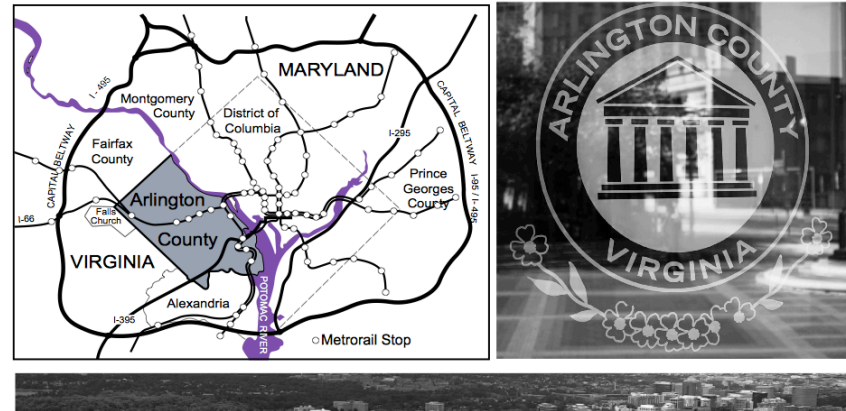 I - 495
MARYLAND
Montgomery
County
District of
Columbia
CAPITAL BELTWAY
I-295
Fairfax
County
CAPITAL BELTWAY
I-95 / I-495
Arlington
County
Prince
Georges
County
I-66
Falls
Church
VIRGINIA
Alexandria
I-395
POTOMAC RIVER
Metrorail Stop
ARLINGTON COUNTY
VIRGINIA